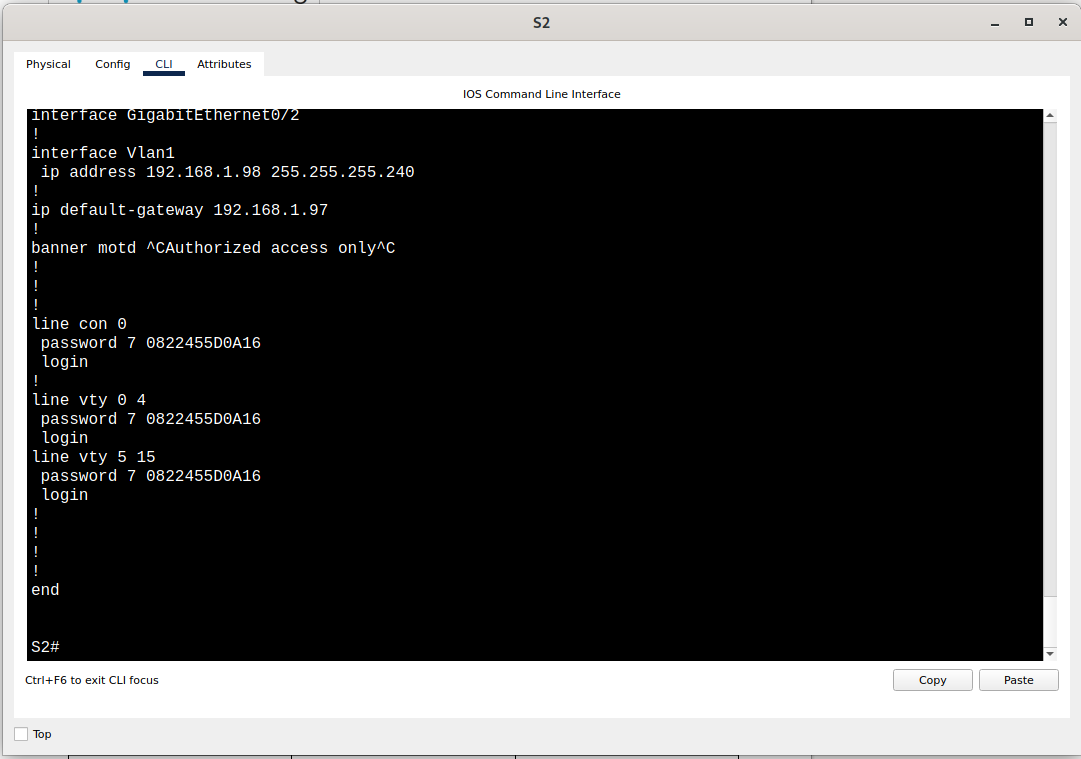 S2
Physical Config CLI Attributes
IOS Command Line Interface
interface GigabitEthernet0/2
!
interface Vlan1
 ip address 192.168.1.98 255.255.255.240
!
ip default-gateway 192.168.1.97
!
banner motd ^CAuthorized access only^C
!
!
!
line con 0
 password 7 0822455D0A16
 login
!
line vty 0 4
 password 7 0822455D0A16
 login
line vty 5 15
 password 7 0822455D0A16
 login
!
!
!
!
end
S2#
Ctrl+F6 to exit CLI focus
Copy Paste
Top